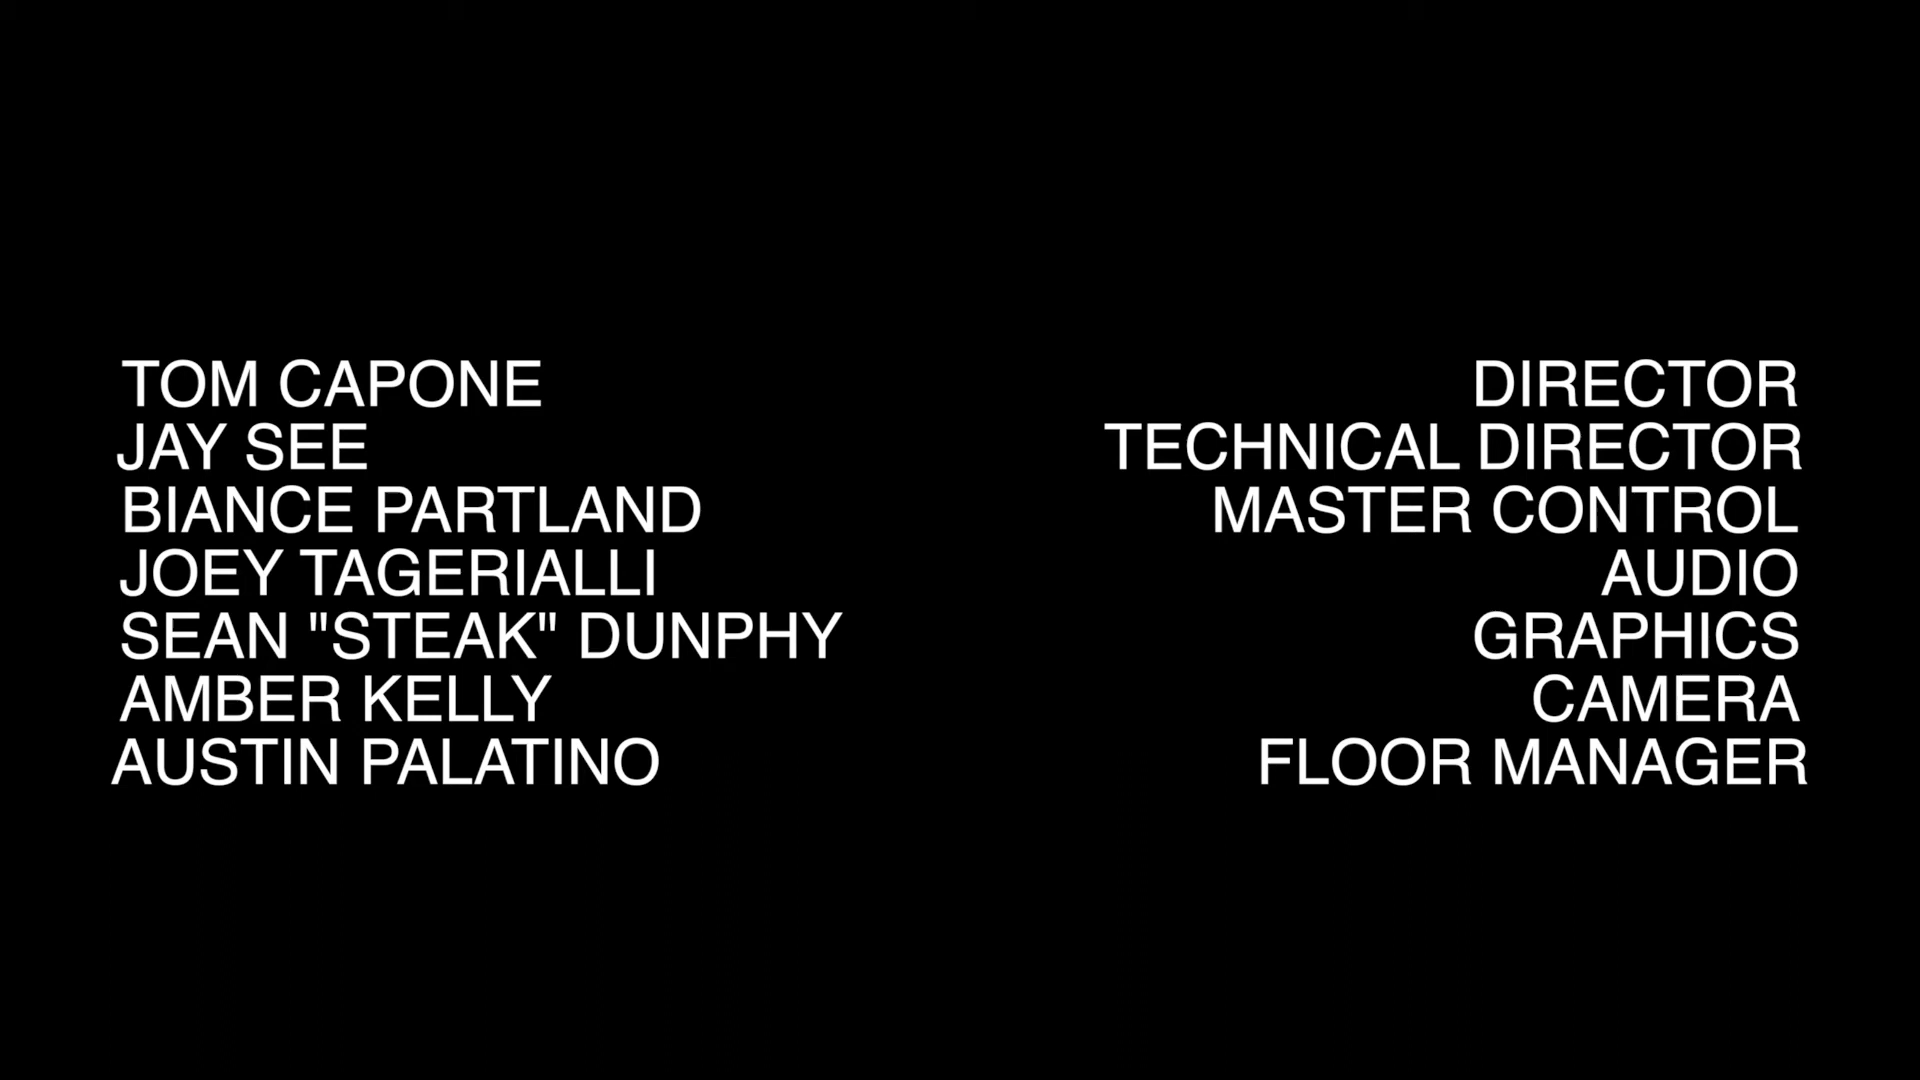 TOM CAPONE DIRECTOR
JAY SEE TECHNICAL DIRECTOR
BIANCE PARTLAND MASTER CONTROL
JOEY TAGERIALLI AUDIO
SEAN "STEAK" DUNPHY GRAPHICS
AMBER KELLY CAMERA
AUSTIN PALATINO FLOOR MANAGER